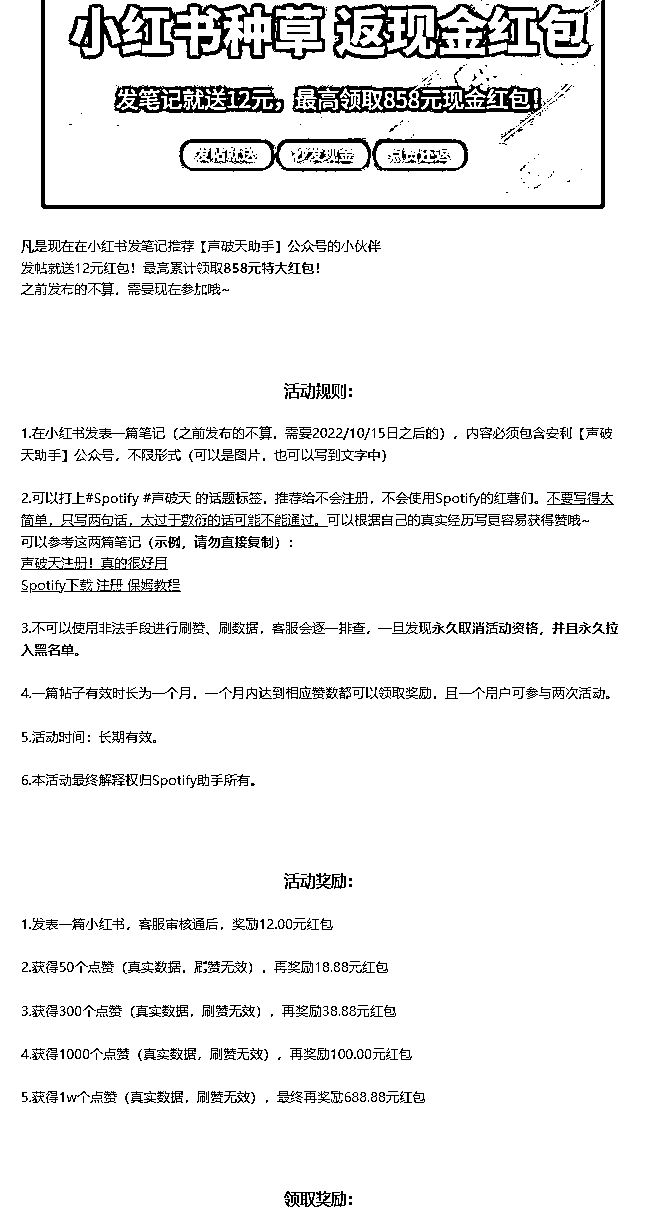 小红书种草 返现金红包
发笔记就送12元，最高领取858元现金红包！
发帖就送 秒发现金 点赞还返
凡是现在在小红书发笔记推荐【声破天助手】公众号的小伙伴
发帖就送12元红包！最高累计领取858元特大红包！
之前发布的不算，需要现在参加哦~
活动规则：
1.在小红书发表一篇笔记（之前发布的不算，需要2022/10/15日之后的），内容必须包含安利【声破
天助手】公众号，不限形式（可以是图片，也可以写到文字中）
2.可以打上#Spotify #声破天 的话题标签，推荐给不会注册，不会使用Spotify的红薯们。不要写得太
简单，只写两句话，太过于敷衍的话可能不能通过。可以根据自己的真实经历写更容易获得赞哦~
可以参考这两篇笔记（示例，请勿直接复制）：
声破天注册！真的很好用
Spotify下载 注册 保姆教程
3.不可以使用非法手段进行刷赞、刷数据，客服会逐一排查，一旦发现永久取消活动资格，并且永久拉
入黑名单。
4.一篇帖子有效时长为一个月，一个月内达到相应赞数都可以领取奖励，且一个用户可参与两次活动。
5.活动时间：长期有效。
6.本活动最终解释权归Spotify助手所有。
活动奖励：
1.发表一篇小红书，客服审核通后，奖励12.00元红包
2.获得50个点赞（真实数据，刷赞无效），再奖励18.88元红包
3.获得300个点赞（真实数据，刷赞无效），再奖励38.88元红包
4.获得1000个点赞（真实数据，刷赞无效），再奖励100.00元红包
5.获得1w个点赞（真实数据，刷赞无效），最终再奖励688.88元红包
领取奖励：